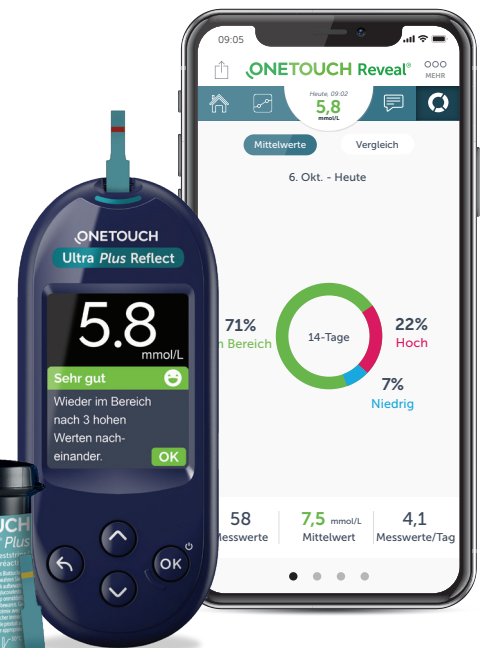 09:05
ONETOUCH Reveal®
MEHR
Heute, 09:02
5,8
mmol/L
Mittelwerte
Vergleich
6. Okt. - Heute
14-Tage
71%
Bereich
22%
Hoch
7%
Niedrig
58
7,5 mmol/L
Mittelwert
4,1
Messwerte/Tag
ONETOUCH
Ultra Plus Reflect
5.8
mmol/L
Sehr gut
Wieder im Bereich
nach 3 hohen
Werten nach-
einander.
OK
OK
Plus